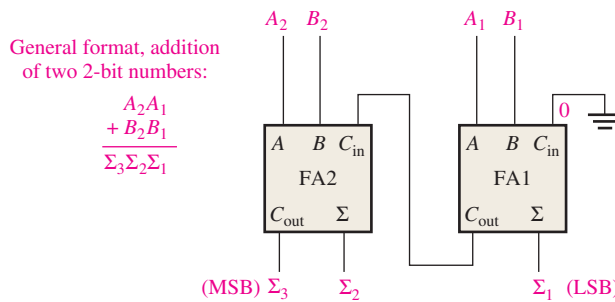 General format, addition
of two 2-bit numbers:
A₂A₁
+ B₂B₁
Σ₃Σ₂Σ₁
A₂ B₂
A₁ B₁
0
A B Cin
FA2
Cout Σ
A B Cin
FA1
Cout Σ
(MSB) Σ₃
Σ₂
Σ₁ (LSB)